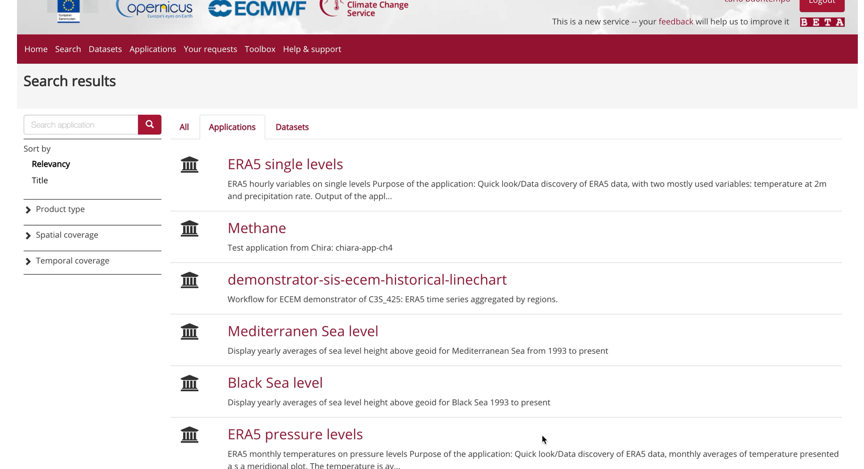 European
Commission
opernicus
Europe's eyes on Earth
ECMWF
Climate Change
Service
Logout
This is a new service -- your feedback will help us to improve it BETA
Home Search Datasets Applications Your requests Toolbox Help & support
Search results
Search application
All Applications Datasets
Sort by
Relevancy
Title
Product type
Spatial coverage
Temporal coverage
ERA5 single levels
ERA5 hourly variables on single levels Purpose of the application: Quick look/Data discovery of ERA5 data, with two mostly used variables: temperature at 2m
and precipitation rate. Output of the appl...
Methane
Test application from Chira: chiara-app-ch4
demonstrator-sis-ecem-historical-linechart
Workflow for ECEM demonstrator of C3S_425: ERA5 time series aggregated by regions.
Mediterranen Sea level
Display yearly averages of sea level height above geoid for Mediterranean Sea from 1993 to present
Black Sea level
Display yearly averages of sea level height above geoid for Black Sea 1993 to present
ERA5 pressure levels
ERA5 monthly temperatures on pressure levels Purpose of the application: Quick look/Data discovery of ERA5 data, monthly averages of temperature presented
a s a meridional plot. The temperature is av...